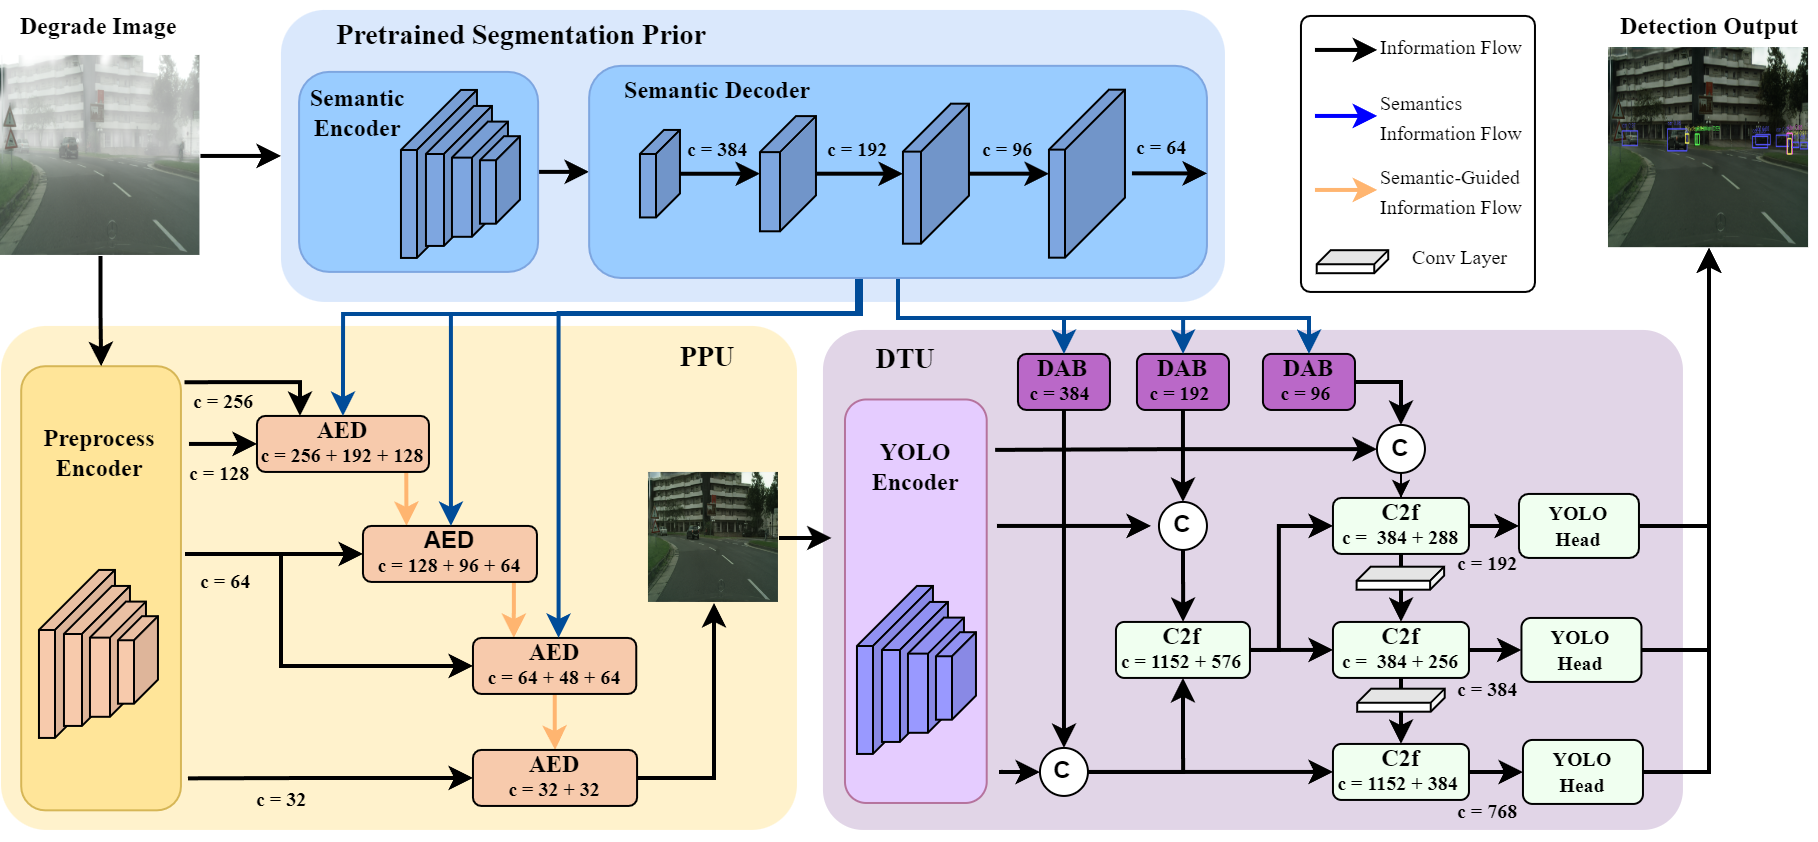 Degrade Image
Pretrained Segmentation Prior
Semantic
Encoder
Semantic Decoder
c = 384
c = 192
c = 96
c = 64
Information Flow
Semantics
Information Flow
Semantic-Guided
Information Flow
Conv Layer
Detection Output
PPU
Preprocess
Encoder
c = 256
c = 128
c = 64
c = 32
AED
c = 256 + 192 + 128
AED
c = 128 + 96 + 64
AED
c = 64 + 48 + 64
AED
c = 32 + 32
DTU
YOLO
Encoder
DAB
c = 384
DAB
c = 192
DAB
c = 96
C
C
C
C2f
c = 1152 + 576
C2f
c = 384 + 288
c = 192
YOLO
Head
C2f
c = 384 + 256
c = 384
YOLO
Head
C2f
c = 1152 + 384
c = 768
YOLO
Head